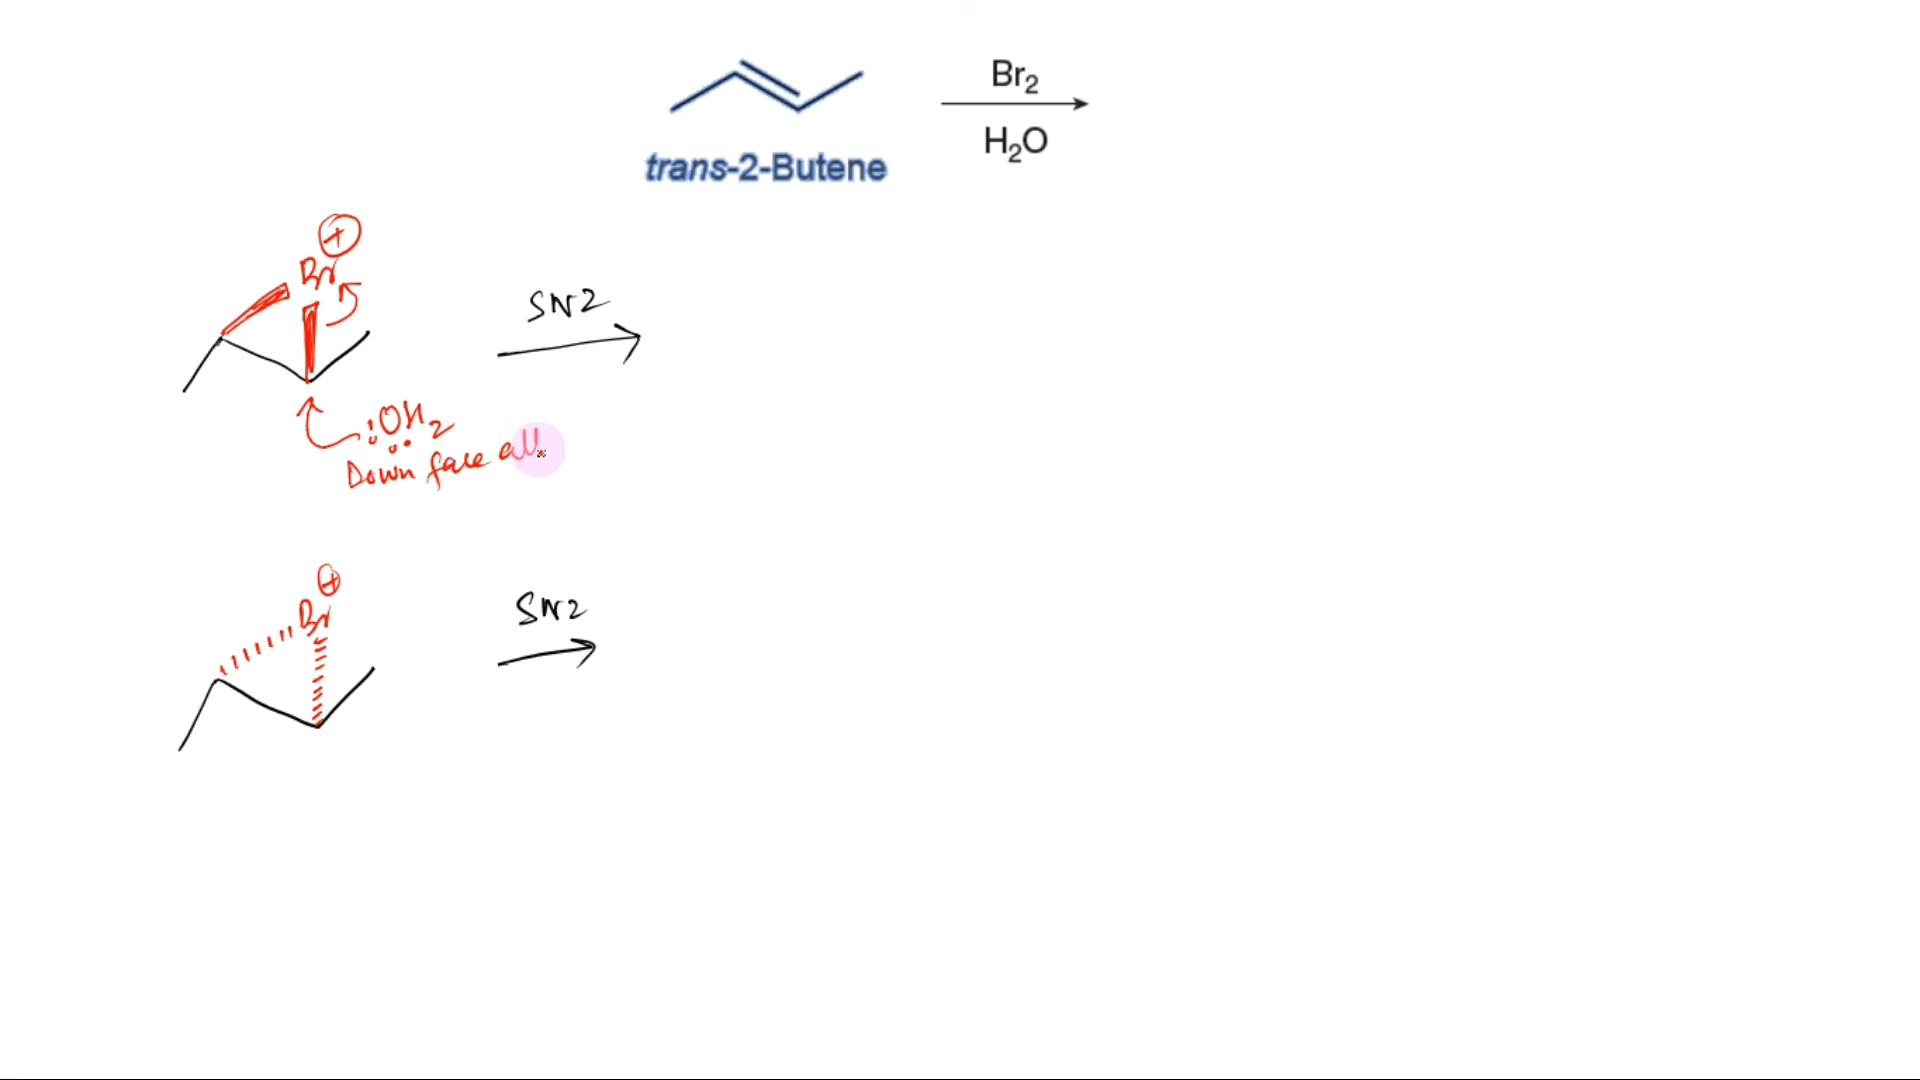 Br2
H2O
trans-2-Butene
+
Br
SN2
:OH2
Down face
+
Br
SN2